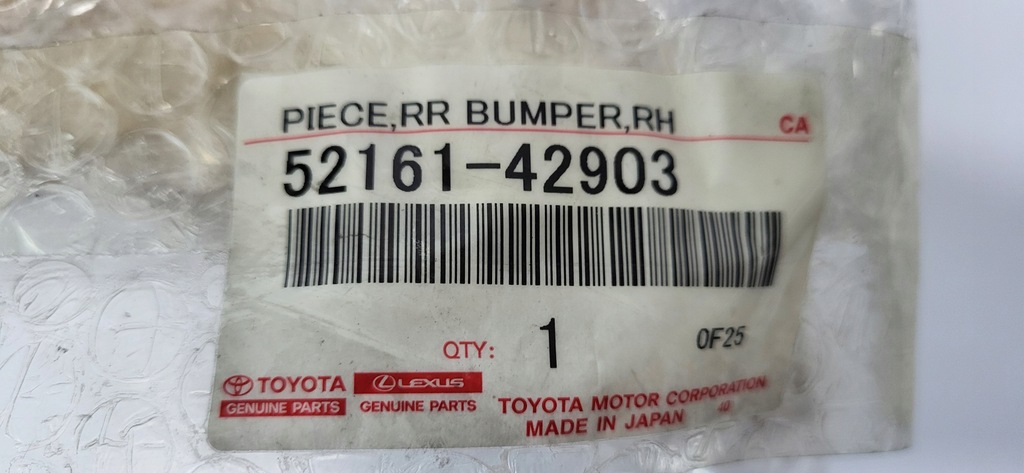 PIECE,RR BUMPER,RH CA
52161-42903
QTY: 1 0F25
TOYOTA LEXUS
GENUINE PARTS GENUINE PARTS
TOYOTA MOTOR CORPORATION
MADE IN JAPAN